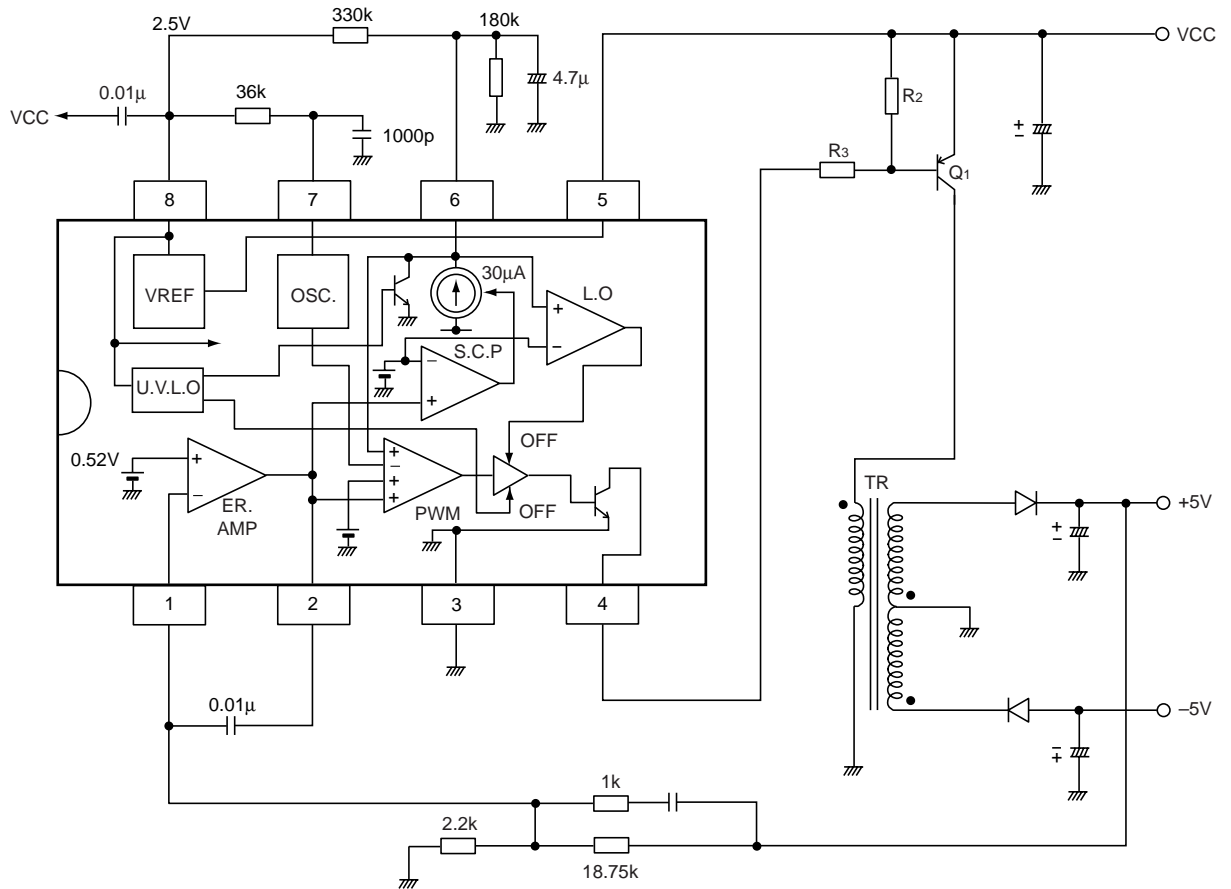 2.5V
330k
180k
4.7μ
VCC
VCC
0.01μ
36k
1000p
R2
R3
Q1
8
7
6
5
VREF
OSC.
30μA
L.O
+
−
S.C.P
−
+
U.V.L.O
OFF
0.52V
+
−
ER.
AMP
+
−
+
+
PWM
OFF
TR
+5V
1
2
3
4
0.01μ
–5V
1k
2.2k
18.75k
+
−
+
−
−
+